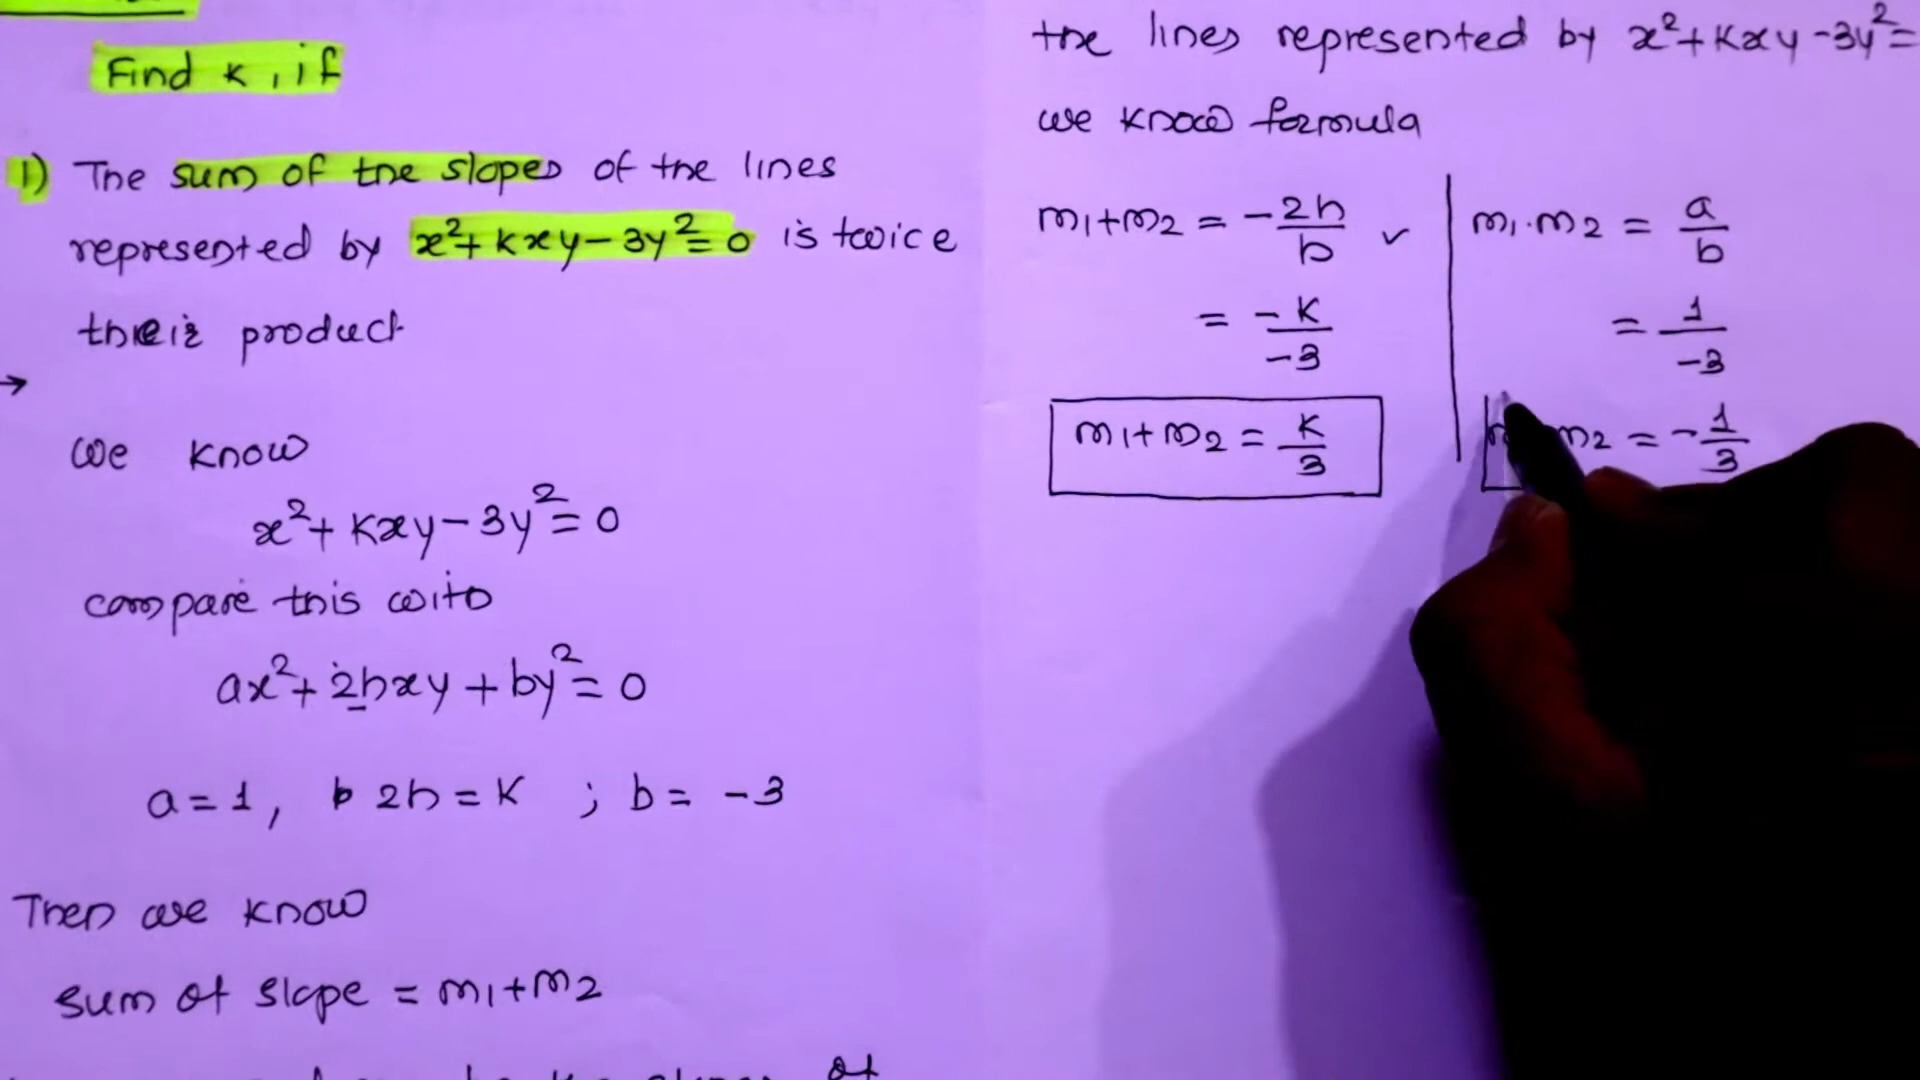 Find k, if
1) The sum of the slopes of the lines
represented by x²+kxy-3y²=0 is twice
their product
→
we know
x²+kxy-3y²=0
compare this with
ax²+2hxy+by²=0
a=1, 2h=k ; b=-3
Then we know
sum of slope = m1+m2
the slopes of
the lines represented by x²+kxy-3y²=
we know formula
m1+m2 = -2h/b ✓
= -k/-3
m1+m2 = k/3
m1.m2 = a/b
= 1/-3
m2 = -1/3